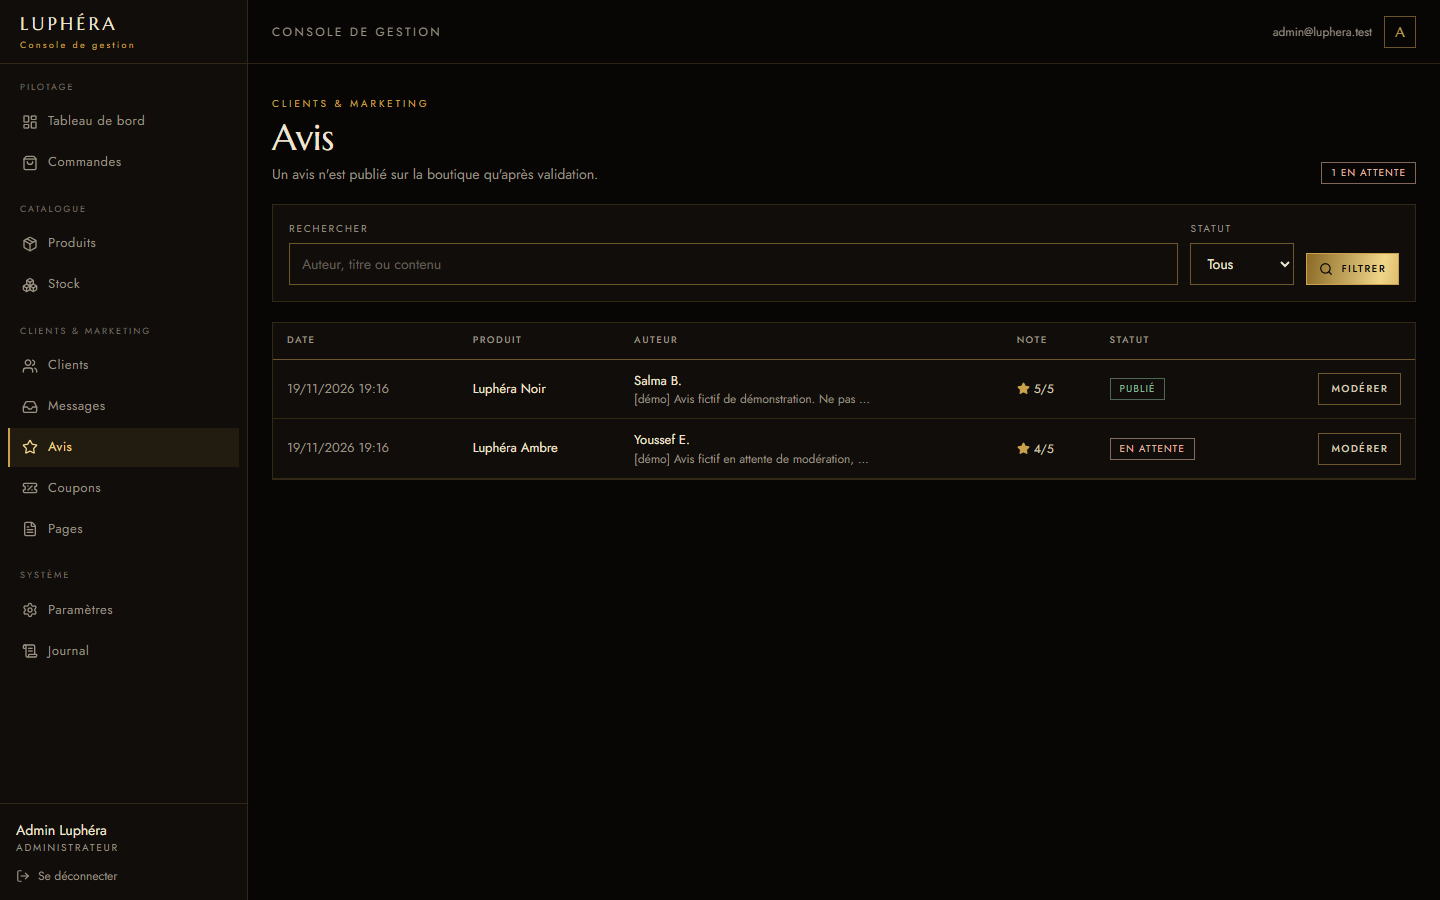 LUPHÉRA
Console de gestion
CONSOLE DE GESTION
admin@luphera.test
A
PILOTAGE
Tableau de bord
Commandes
CATALOGUE
Produits
Stock
CLIENTS & MARKETING
Clients
Messages
Avis
Coupons
Pages
SYSTÈME
Paramètres
Journal
Admin Luphéra
ADMINISTRATEUR
Se déconnecter
CLIENTS & MARKETING
Avis
Un avis n'est publié sur la boutique qu'après validation.
1 EN ATTENTE
RECHERCHER
STATUT
Auteur, titre ou contenu
Tous
FILTRER
DATE PRODUIT AUTEUR NOTE STATUT
19/11/2026 19:16 Luphéra Noir Salma B. 5/5 PUBLIÉ MODÉRER
[démo] Avis fictif de démonstration. Ne pas ...
19/11/2026 19:16 Luphéra Ambre Youssef E. 4/5 EN ATTENTE MODÉRER
[démo] Avis fictif en attente de modération, ...